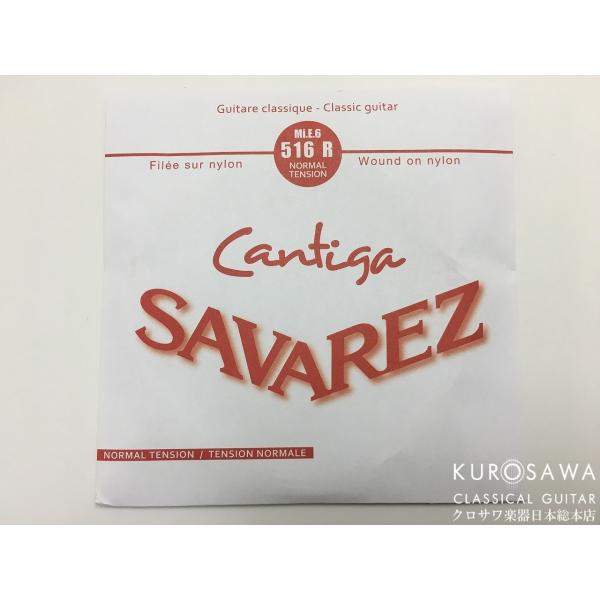 Guitare classique - Classic guitar
Mi.E.6
516 R
NORMAL
TENSION
Filée sur nylon
Wound on nylon
Cantiga
SAVAREZ
NORMAL TENSION / TENSION NORMALE
KUROSAWA
CLASSICAL GUITAR
クロサワ楽器日本総本店